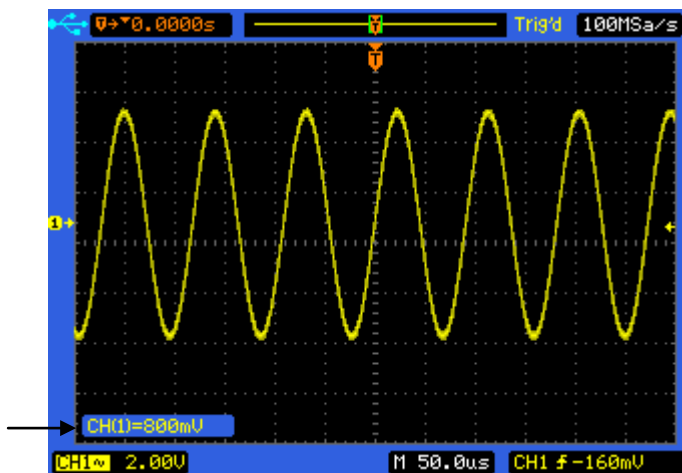 0.0000s T Trig'd 100MSa/s
T
1
CH(1)=800mV
CH1~ 2.00V M 50.0us CH1 -160mV